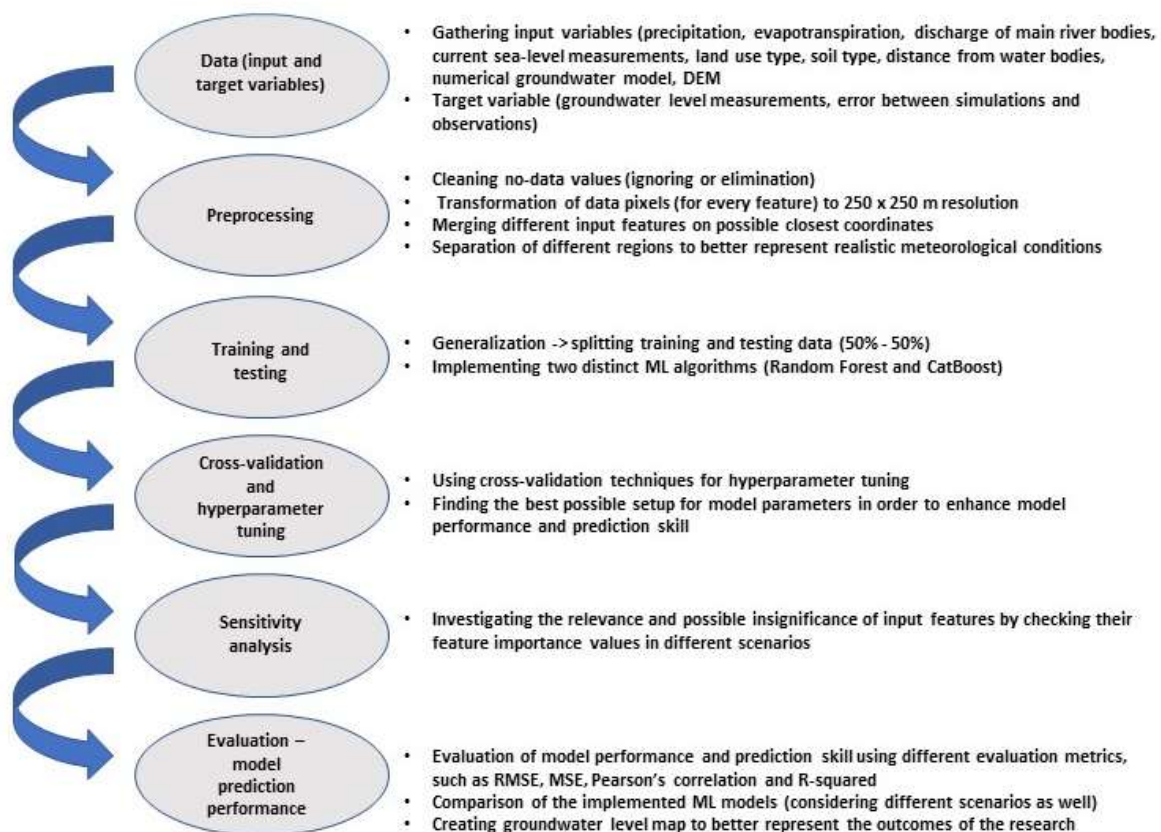 Data (input and
target variables)
• Gathering input variables (precipitation, evapotranspiration, discharge of main river bodies,
current sea-level measurements, land use type, soil type, distance from water bodies,
numerical groundwater model, DEM
• Target variable (groundwater level measurements, error between simulations and
observations)
Preprocessing
• Cleaning no-data values (ignoring or elimination)
• Transformation of data pixels (for every feature) to 250 x 250 m resolution
• Merging different input features on possible closest coordinates
• Separation of different regions to better represent realistic meteorological conditions
Training and
testing
• Generalization -> splitting training and testing data (50% - 50%)
• Implementing two distinct ML algorithms (Random Forest and CatBoost)
Cross-validation
and
hyperparameter
tuning
• Using cross-validation techniques for hyperparameter tuning
• Finding the best possible setup for model parameters in order to enhance model
performance and prediction skill
Sensitivity
analysis
• Investigating the relevance and possible insignificance of input features by checking their
feature importance values in different scenarios
Evaluation –
model
prediction
performance
• Evaluation of model performance and prediction skill using different evaluation metrics,
such as RMSE, MSE, Pearson's correlation and R-squared
• Comparison of the implemented ML models (considering different scenarios as well)
• Creating groundwater level map to better represent the outcomes of the research